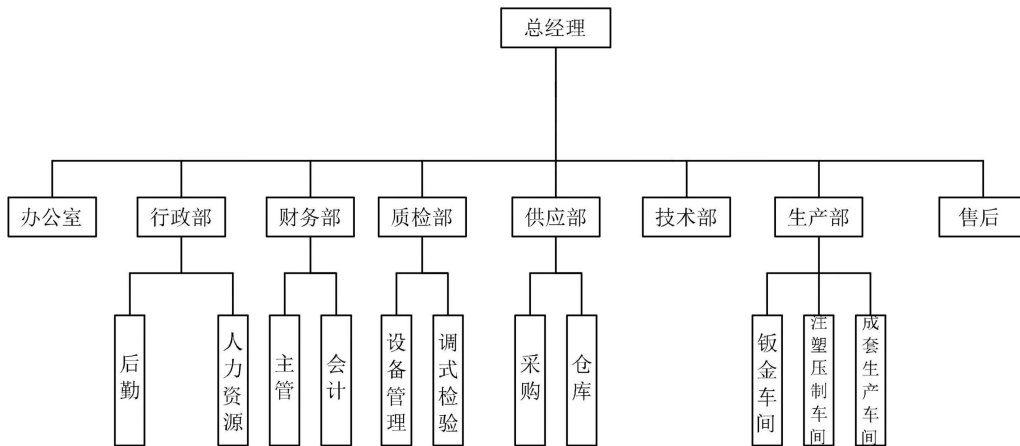 总经理
办公室
行政部
财务部
质检部
供应部
技术部
生产部
售后
后勤
人力资源
主管
会计
设备管理
调式检验
采购
仓库
钣金车间
注塑压制车间
成套生产车间